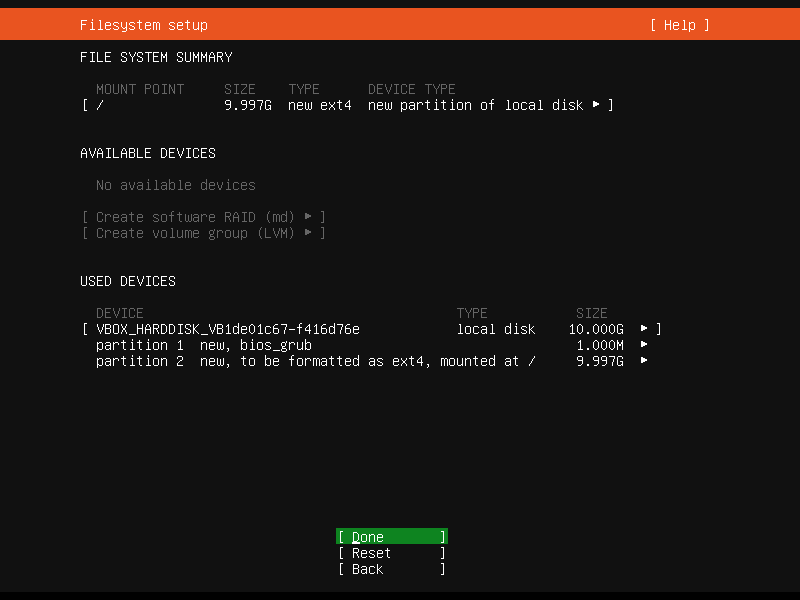 Filesystem setup [ Help ]
FILE SYSTEM SUMMARY
MOUNT POINT SIZE TYPE DEVICE TYPE
[ / 9.997G new ext4 new partition of local disk ▸ ]
AVAILABLE DEVICES
No available devices
[ Create software RAID (md) ▸ ]
[ Create volume group (LVM) ▸ ]
USED DEVICES
DEVICE TYPE SIZE
[ VBOX_HARDDISK_VB1de01c67-f416d76e local disk 10.000G ▸ ]
partition 1 new, bios_grub 1.000M ▸
partition 2 new, to be formatted as ext4, mounted at / 9.997G ▸
[ Done ]
[ Reset ]
[ Back ]